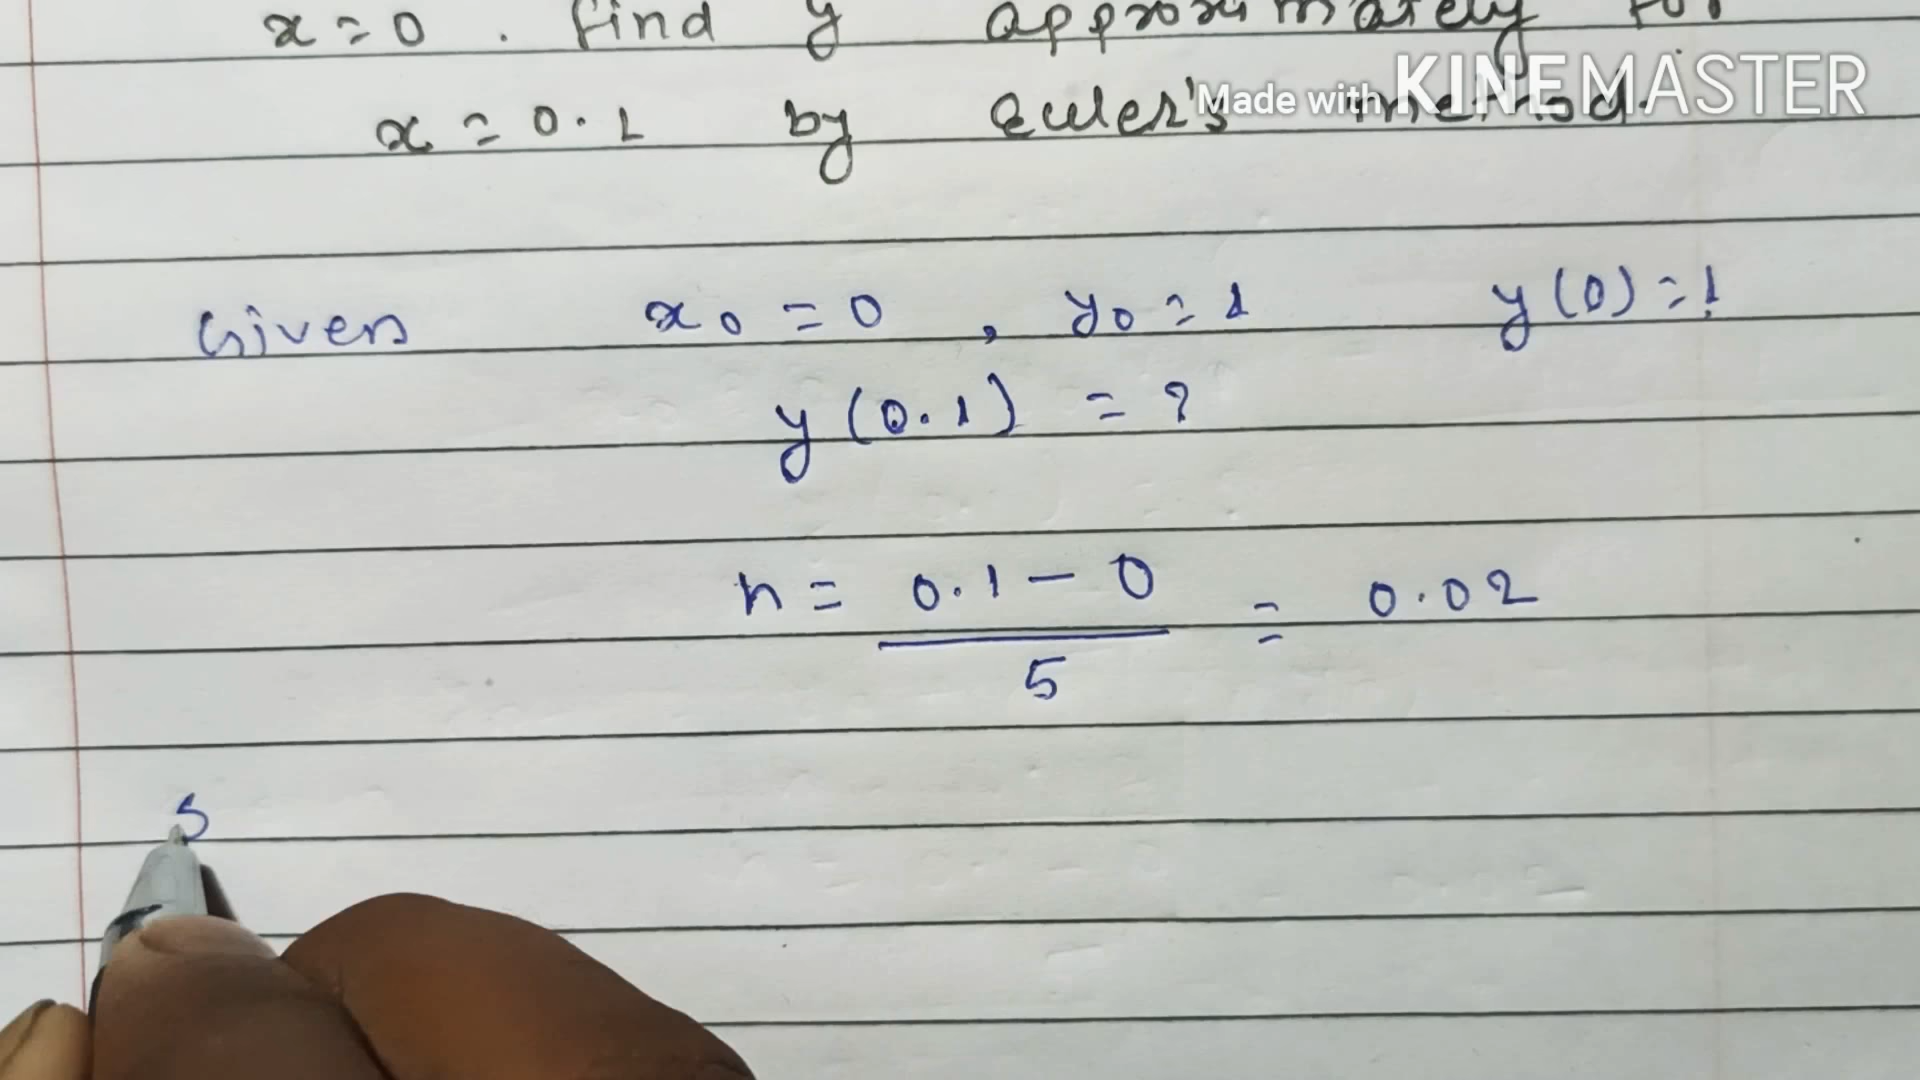 x=0. find y approximately for
x=0.1 by Euler's method.
Made with KINEMASTER
Given x₀=0, y₀=1 y(0)=1
y(0.1)=?
h= 0.1-0 = 0.02
5
S